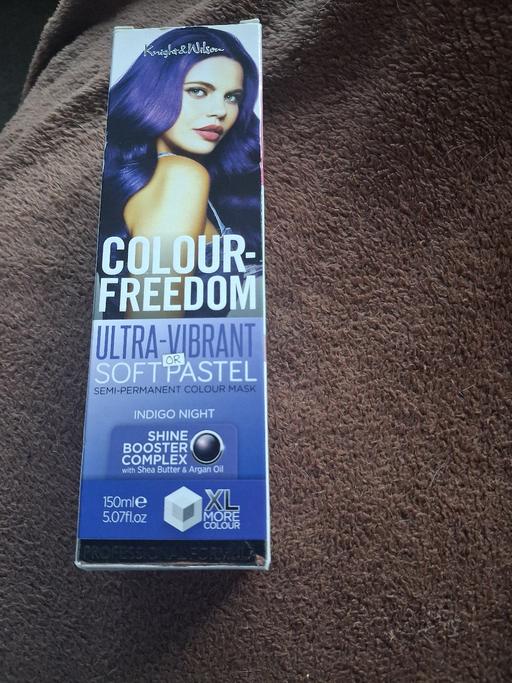 Knight & Wilson
COLOUR-
FREEDOM
ULTRA-VIBRANT
OR
SOFT PASTEL
SEMI-PERMANENT COLOUR MASK
INDIGO NIGHT
SHINE
BOOSTER
COMPLEX
with Shea Butter & Argan Oil
150ml℮
5.07fl.oz
XL
MORE
COLOUR
PROFESSIONAL